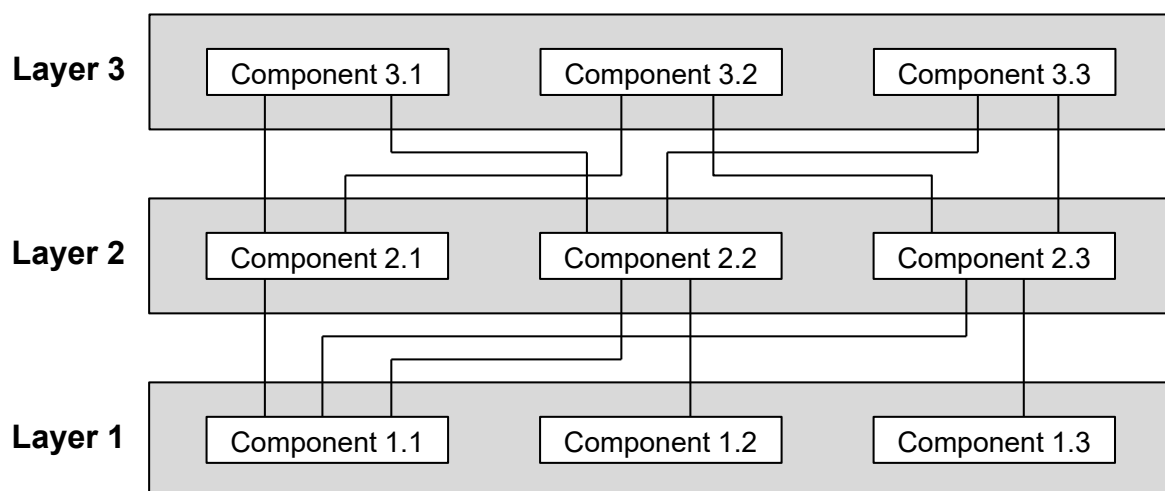 Layer 3
Component 3.1
Component 3.2
Component 3.3
Layer 2
Component 2.1
Component 2.2
Component 2.3
Layer 1
Component 1.1
Component 1.2
Component 1.3